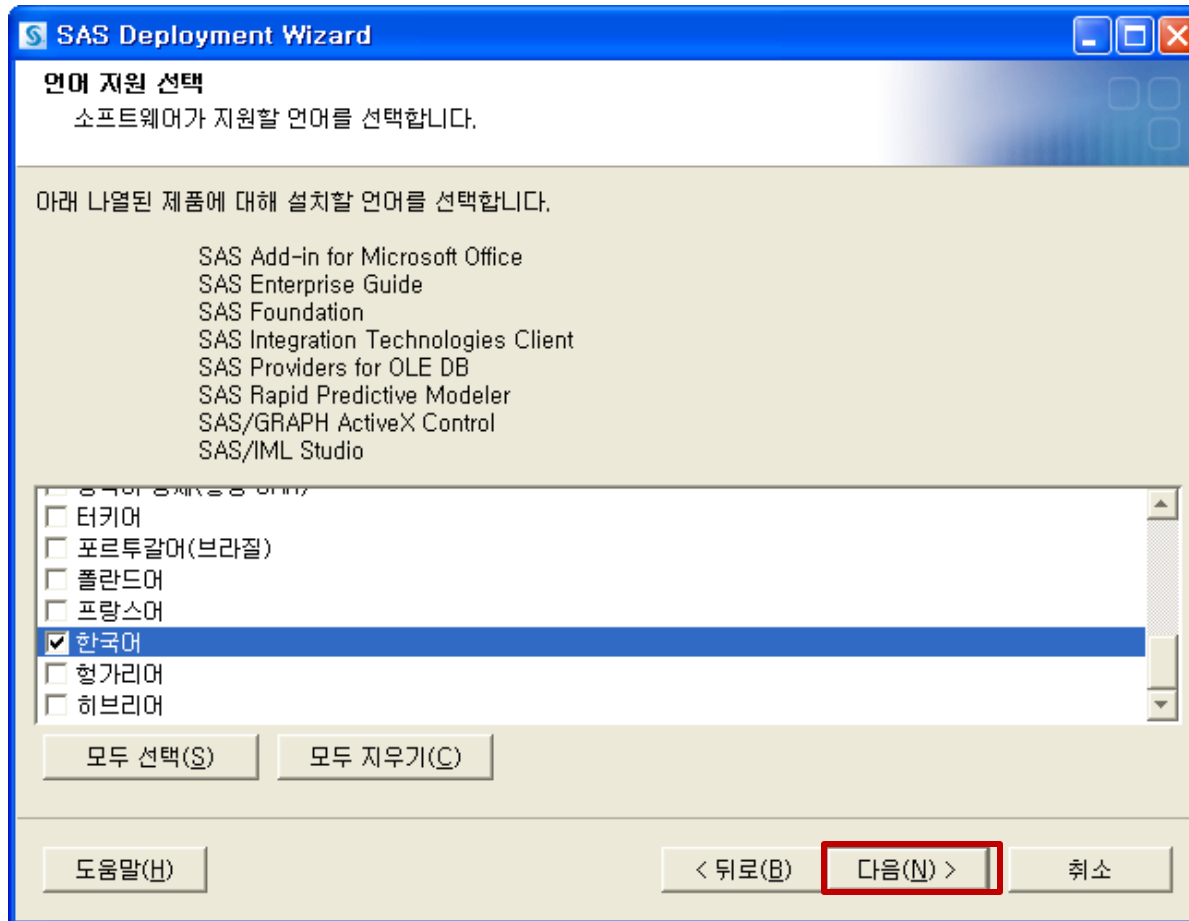 SAS Deployment Wizard
언어 지원 선택
소프트웨어가 지원할 언어를 선택합니다.
아래 나열된 제품에 대해 설치할 언어를 선택합니다.
SAS Add-in for Microsoft Office
SAS Enterprise Guide
SAS Foundation
SAS Integration Technologies Client
SAS Providers for OLE DB
SAS Rapid Predictive Modeler
SAS/GRAPH ActiveX Control
SAS/IML Studio
터키어
포르투갈어(브라질)
폴란드어
프랑스어
한국어
헝가리어
히브리어
모두 선택(S) 모두 지우기(C)
도움말(H) < 뒤로(B) 다음(N) > 취소